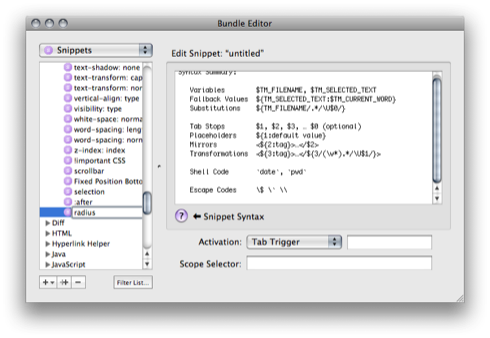 Bundle Editor
Snippets
text-shadow: none
text-transform: cap
text-transform: nor
vertical-align: type
visibility: type
white-space: norma
word-spacing: leng
word-spacing: norn
z-index: index
!important CSS
scrollbar
Fixed Position Botto
selection
:after
radius
Diff
HTML
Hyperlink Helper
Java
JavaScript
Filter List...
Edit Snippet: "untitled"
Syntax Summary:
Variables $TM_FILENAME, $TM_SELECTED_TEXT
Fallback Values ${TM_SELECTED_TEXT:$TM_CURRENT_WORD}
Substitutions ${TM_FILENAME/.*/\U$0/}
Tab Stops $1, $2, $3, … $0 (optional)
Placeholders ${1:default value}
Mirrors <${2:tag}>…</$2>
Transformations <${3:tag}>…</${3/(\w*).*/\U$1/}>
Shell Code `date`, `pwd`
Escape Codes \$ \` \\
? ← Snippet Syntax
Activation: Tab Trigger
Scope Selector: